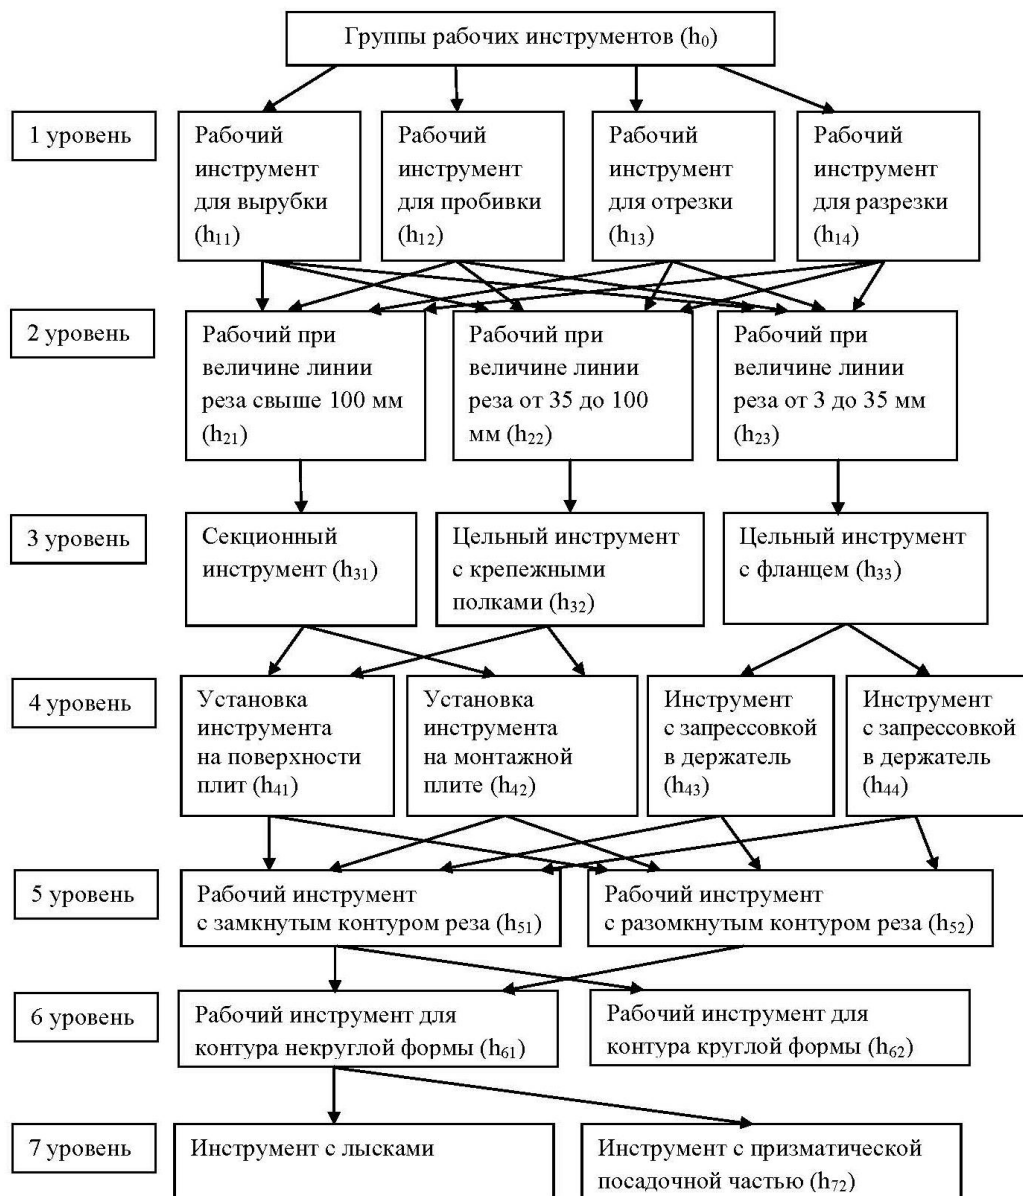 Группы рабочих инструментов (h₀)
1 уровень
Рабочий
инструмент
для вырубки
(h₁₁)
Рабочий
инструмент
для пробивки
(h₁₂)
Рабочий
инструмент
для отрезки
(h₁₃)
Рабочий
инструмент
для разрезки
(h₁₄)
2 уровень
Рабочий при
величине линии
реза свыше 100 мм
(h₂₁)
Рабочий при
величине линии
реза от 35 до 100
мм (h₂₂)
Рабочий при
величине линии
реза от 3 до 35 мм
(h₂₃)
3 уровень
Секционный
инструмент (h₃₁)
Цельный инструмент
с крепежными
полками (h₃₂)
Цельный инструмент
с фланцем (h₃₃)
4 уровень
Установка
инструмента
на поверхности
плит (h₄₁)
Установка
инструмента
на монтажной
плите (h₄₂)
Инструмент
с запрессовкой
в держатель
(h₄₃)
Инструмент
с запрессовкой
в держатель
(h₄₄)
5 уровень
Рабочий инструмент
с замкнутым контуром реза (h₅₁)
Рабочий инструмент
с разомкнутым контуром реза (h₅₂)
6 уровень
Рабочий инструмент для
контура некруглой формы (h₆₁)
Рабочий инструмент для
контура круглой формы (h₆₂)
7 уровень
Инструмент с лысками
Инструмент с призматической
посадочной частью (h₇₂)